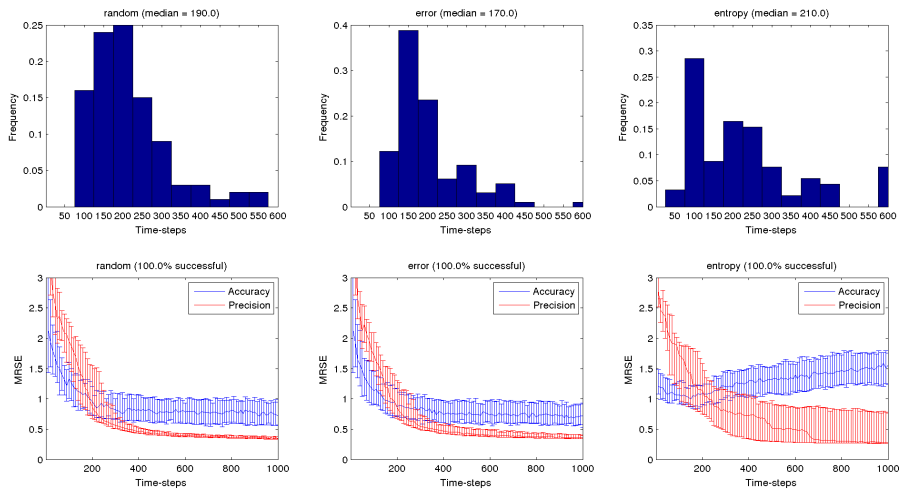 random (median = 190.0)
0.25
0.2
0.15
0.1
0.05
0
Frequency
50 100 150 200 250 300 350 400 450 500 550 600
Time-steps
error (median = 170.0)
0.4
0.3
0.2
0.1
0
Frequency
50 100 150 200 250 300 350 400 450 500 550 600
Time-steps
entropy (median = 210.0)
0.35
0.3
0.25
0.2
0.15
0.1
0.05
0
Frequency
50 100 150 200 250 300 350 400 450 500 550 600
Time-steps
random (100.0% successful)
3
2.5
2
1.5
1
0.5
0
MRSE
Accuracy
Precision
200 400 600 800 1000
Time-steps
error (100.0% successful)
3
2.5
2
1.5
1
0.5
0
MRSE
Accuracy
Precision
200 400 600 800 1000
Time-steps
entropy (100.0% successful)
3
2.5
2
1.5
1
0.5
0
MRSE
Accuracy
Precision
200 400 600 800 1000
Time-steps